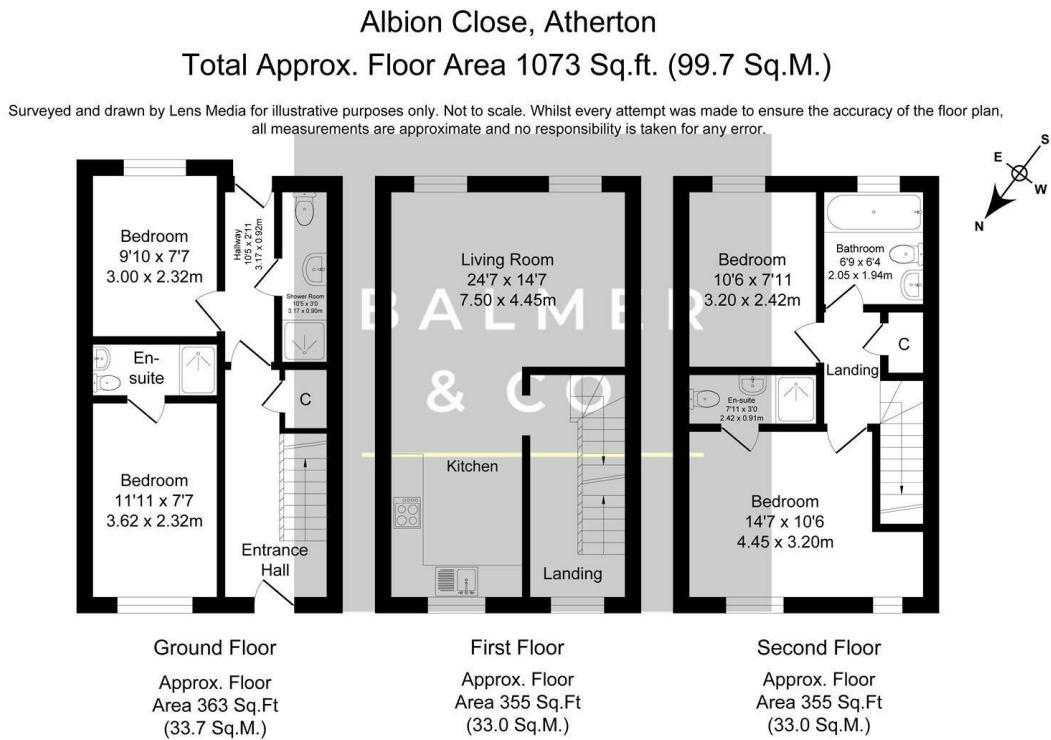 Albion Close, Atherton
Total Approx. Floor Area 1073 Sq.ft. (99.7 Sq.M.)
Surveyed and drawn by Lens Media for illustrative purposes only. Not to scale. Whilst every attempt was made to ensure the accuracy of the floor plan,
all measurements are approximate and no responsibility is taken for any error.
S
E
W
N
Bedroom
9'10 x 7'7
3.00 x 2.32m
Hallway
10'5 x 2'11
3.17 x 0.92m
Shower Room
10'5 x 3'0
3.17 x 0.90m
En-
suite
C
Bedroom
11'11 x 7'7
3.62 x 2.32m
Entrance
Hall
Living Room
24'7 x 14'7
7.50 x 4.45m
BALMER
& CO
Kitchen
Landing
Bedroom
10'6 x 7'11
3.20 x 2.42m
Bathroom
6'9 x 6'4
2.05 x 1.94m
C
Landing
En-suite
7'11 x 3'0
2.42 x 0.91m
Bedroom
14'7 x 10'6
4.45 x 3.20m
Ground Floor
Approx. Floor
Area 363 Sq.Ft
(33.7 Sq.M.)
First Floor
Approx. Floor
Area 355 Sq.Ft
(33.0 Sq.M.)
Second Floor
Approx. Floor
Area 355 Sq.Ft
(33.0 Sq.M.)